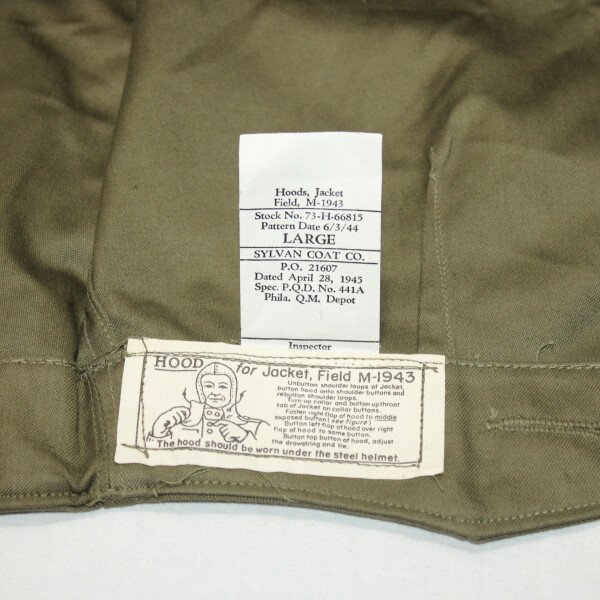 Hoods, Jacket
Field, M-1943
Stock No. 73-H-66815
Pattern Date 6/3/44
LARGE
SYLVAN COAT CO.
P.O. 21607
Dated April 28, 1945
Spec. P.Q.D. No. 441A
Phila. Q.M. Depot
Inspector
HOOD for Jacket, Field M-1943
Unbutton shoulder loops of Jacket,
button hood onto shoulder buttons and
rebutton shoulder loops.
Turn up collar and button up throat
tab of Jacket on collar buttons.
Fasten right flap of hood to middle
exposed button (see figure)
Button left flap of hood over right
flap of hood to same button.
Button top button of hood, adjust
the drawstring and tie.
The hood should be worn under the steel helmet.